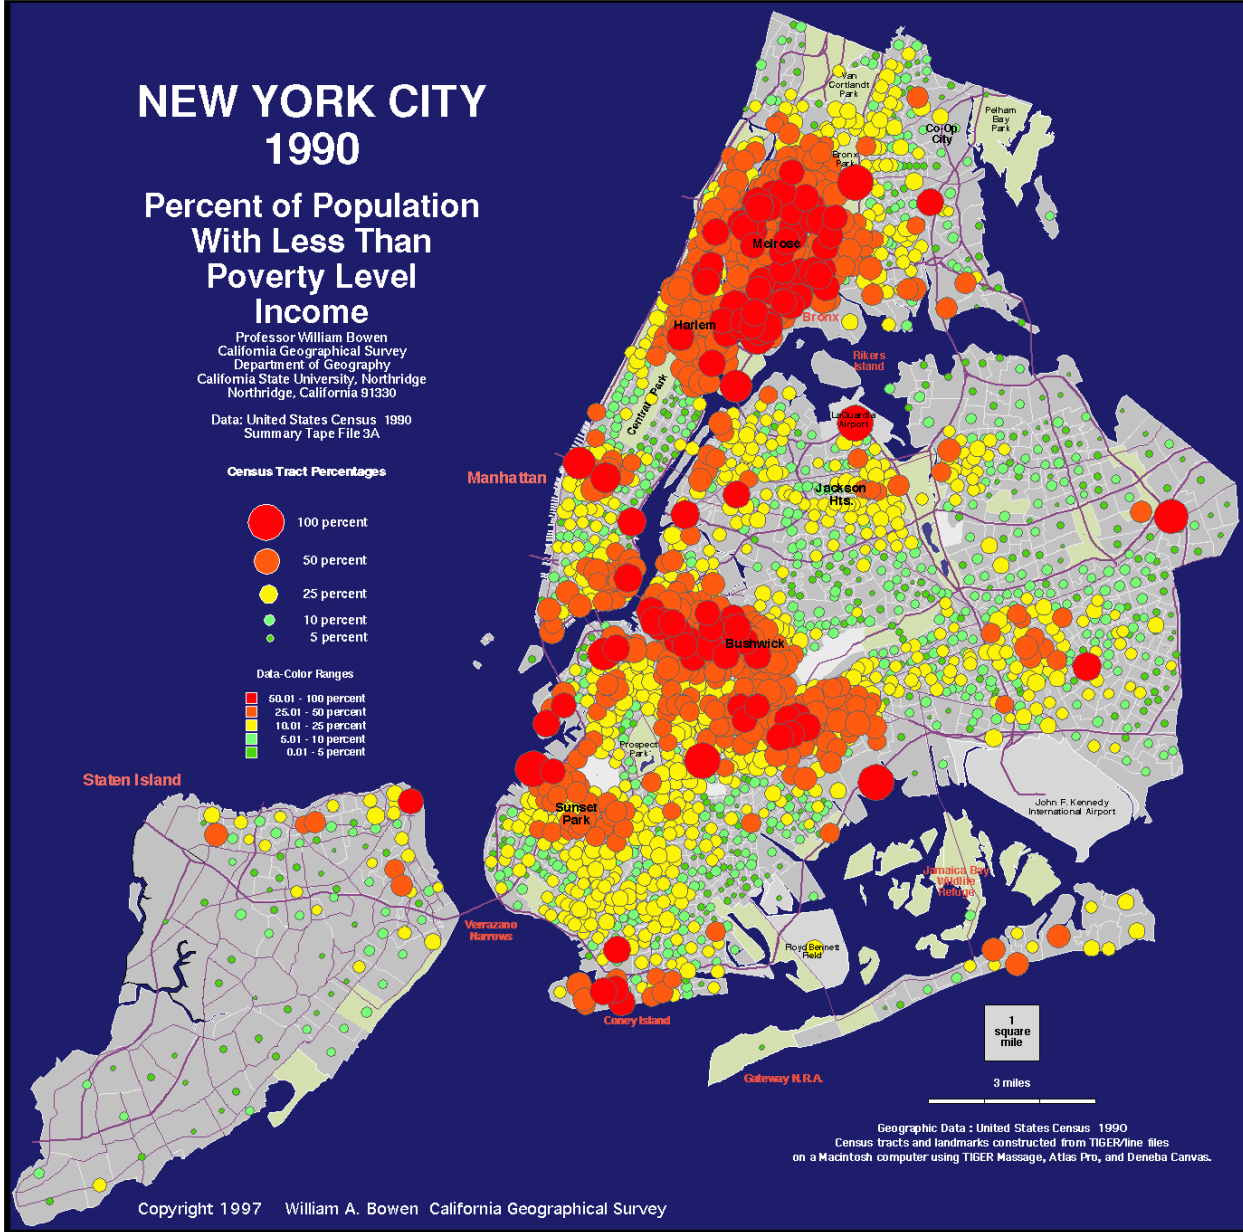 NEW YORK CITY
1990
Percent of Population
With Less Than
Poverty Level
Income
Professor William Bowen
California Geographical Survey
Department of Geography
California State University, Northridge
Northridge, California 91330
Data: United States Census 1990
Summary Tape File 3A
Census Tract Percentages
100 percent
50 percent
25 percent
10 percent
5 percent
Data-Color Ranges
50.01 - 100 percent
25.01 - 50 percent
10.01 - 25 percent
5.01 - 10 percent
0.01 - 5 percent
Van
Cortlandt
Park
Pelham
Bay
Park
Co-Op
City
Bronx
Park
Melrose
Harlem
Bronx
Rikers
Island
Central Park
LaGuardia
Airport
Manhattan
Jackson
Hts.
Bushwick
Prospect
Park
Staten Island
Sunset
Park
John F. Kennedy
International Airport
Jamaica Bay
Wildlife
Refuge
Verrazano
Narrows
Floyd Bennett
Field
Coney Island
1
square
mile
Gateway N.R.A.
3 miles
Geographic Data : United States Census 1990
Census tracts and landmarks constructed from TIGER/line files
on a Macintosh computer using TIGER Massage, Atlas Pro, and Deneba Canvas.
Copyright 1997 William A. Bowen California Geographical Survey